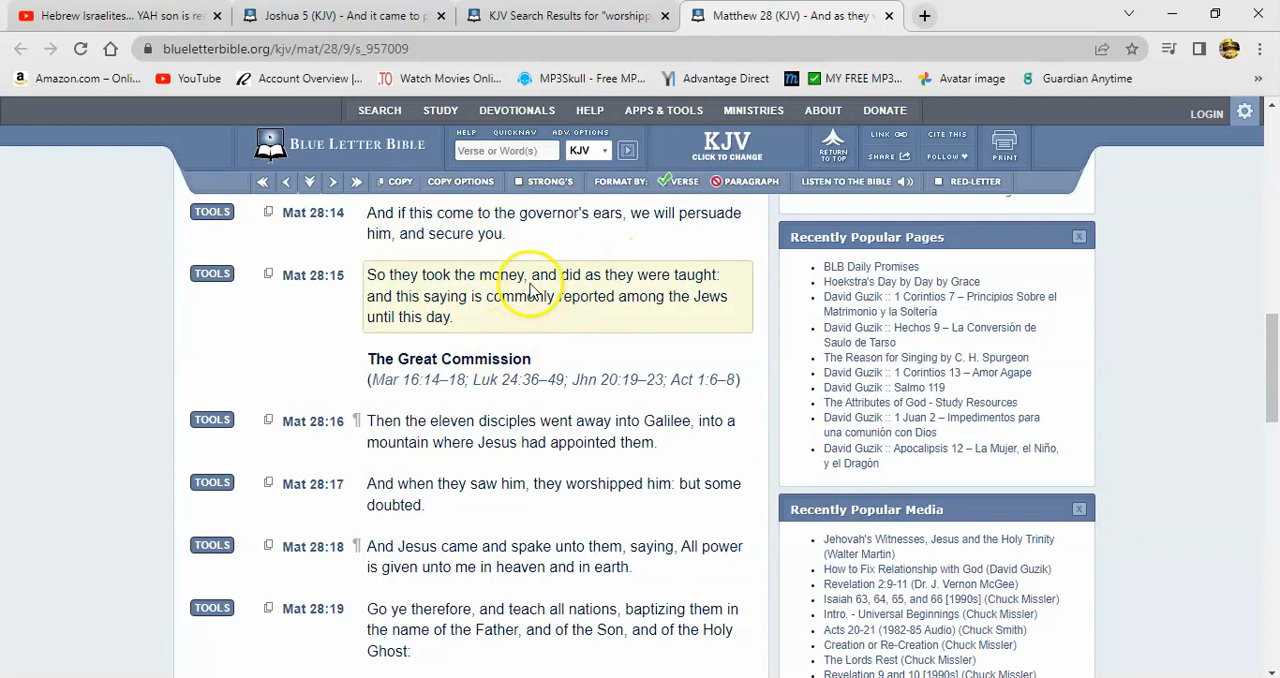 Hebrew Israelites... YAH son is re
Joshua 5 (KJV) - And it came to p
KJV Search Results for "worshipp
Matthew 28 (KJV) - And as they w
blueletterbible.org/kjv/mat/28/9/s_957009
Amazon.com – Onli...
YouTube
Account Overview |...
Watch Movies Onlin...
MP3Skull - Free MP...
Advantage Direct
MY FREE MP3...
Avatar image
Guardian Anytime
SEARCH STUDY DEVOTIONALS HELP APPS & TOOLS MINISTRIES ABOUT DONATE
LOGIN
BLUE LETTER BIBLE
HELP QUICKNAV ADV. OPTIONS
Verse or Word(s)
KJV
KJV
CLICK TO CHANGE
RETURN
TO TOP
LINK
SHARE
CITE THIS
FOLLOW
PRINT
COPY COPY OPTIONS STRONG'S FORMAT BY: VERSE PARAGRAPH LISTEN TO THE BIBLE RED-LETTER
TOOLS Mat 28:14 And if this come to the governor's ears, we will persuade
him, and secure you.
TOOLS Mat 28:15 So they took the money, and did as they were taught:
and this saying is commonly reported among the Jews
until this day.
The Great Commission
(Mar 16:14–18; Luk 24:36–49; Jhn 20:19–23; Act 1:6–8)
TOOLS Mat 28:16 ¶ Then the eleven disciples went away into Galilee, into a
mountain where Jesus had appointed them.
TOOLS Mat 28:17 And when they saw him, they worshipped him: but some
doubted.
TOOLS Mat 28:18 ¶ And Jesus came and spake unto them, saying, All power
is given unto me in heaven and in earth.
TOOLS Mat 28:19 Go ye therefore, and teach all nations, baptizing them in
the name of the Father, and of the Son, and of the Holy
Ghost:
Recently Popular Pages
BLB Daily Promises
Hoekstra's Day by Day by Grace
David Guzik :: 1 Corintios 7 – Principios Sobre el
Matrimonio y la Soltería
David Guzik :: Hechos 9 – La Conversión de
Saulo de Tarso
The Reason for Singing by C. H. Spurgeon
David Guzik :: 1 Corintios 13 – Amor Agape
David Guzik :: Salmo 119
The Attributes of God - Study Resources
David Guzik :: 1 Juan 2 – Impedimentos para
una comunión con Dios
David Guzik :: Apocalipsis 12 – La Mujer, el Niño,
y el Dragón
Recently Popular Media
Jehovah's Witnesses, Jesus and the Holy Trinity
(Walter Martin)
How to Fix Relationship with God (David Guzik)
Revelation 2:9-11 (Dr. J. Vernon McGee)
Isaiah 63, 64, 65, and 66 [1990s] (Chuck Missler)
Intro. - Universal Beginnings (Chuck Missler)
Acts 20-21 (1982-85 Audio) (Chuck Smith)
Creation or Re-Creation (Chuck Missler)
The Lords Rest (Chuck Missler)
Revelation 9 and 10 [1990s] (Chuck Missler)